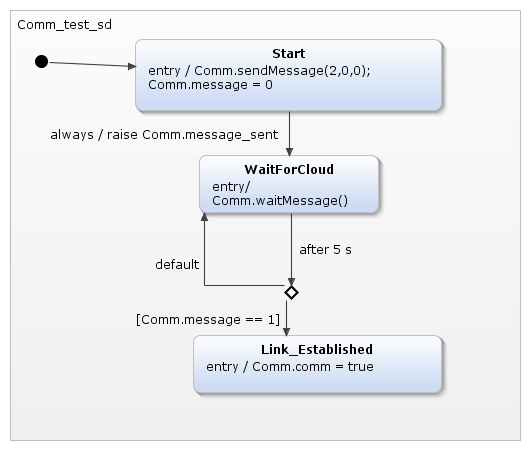 Comm_test_sd
Start
entry / Comm.sendMessage(2,0,0);
Comm.message = 0
always / raise Comm.message_sent
WaitForCloud
entry/
Comm.waitMessage()
after 5 s
default
[Comm.message == 1]
Link_Established
entry / Comm.comm = true